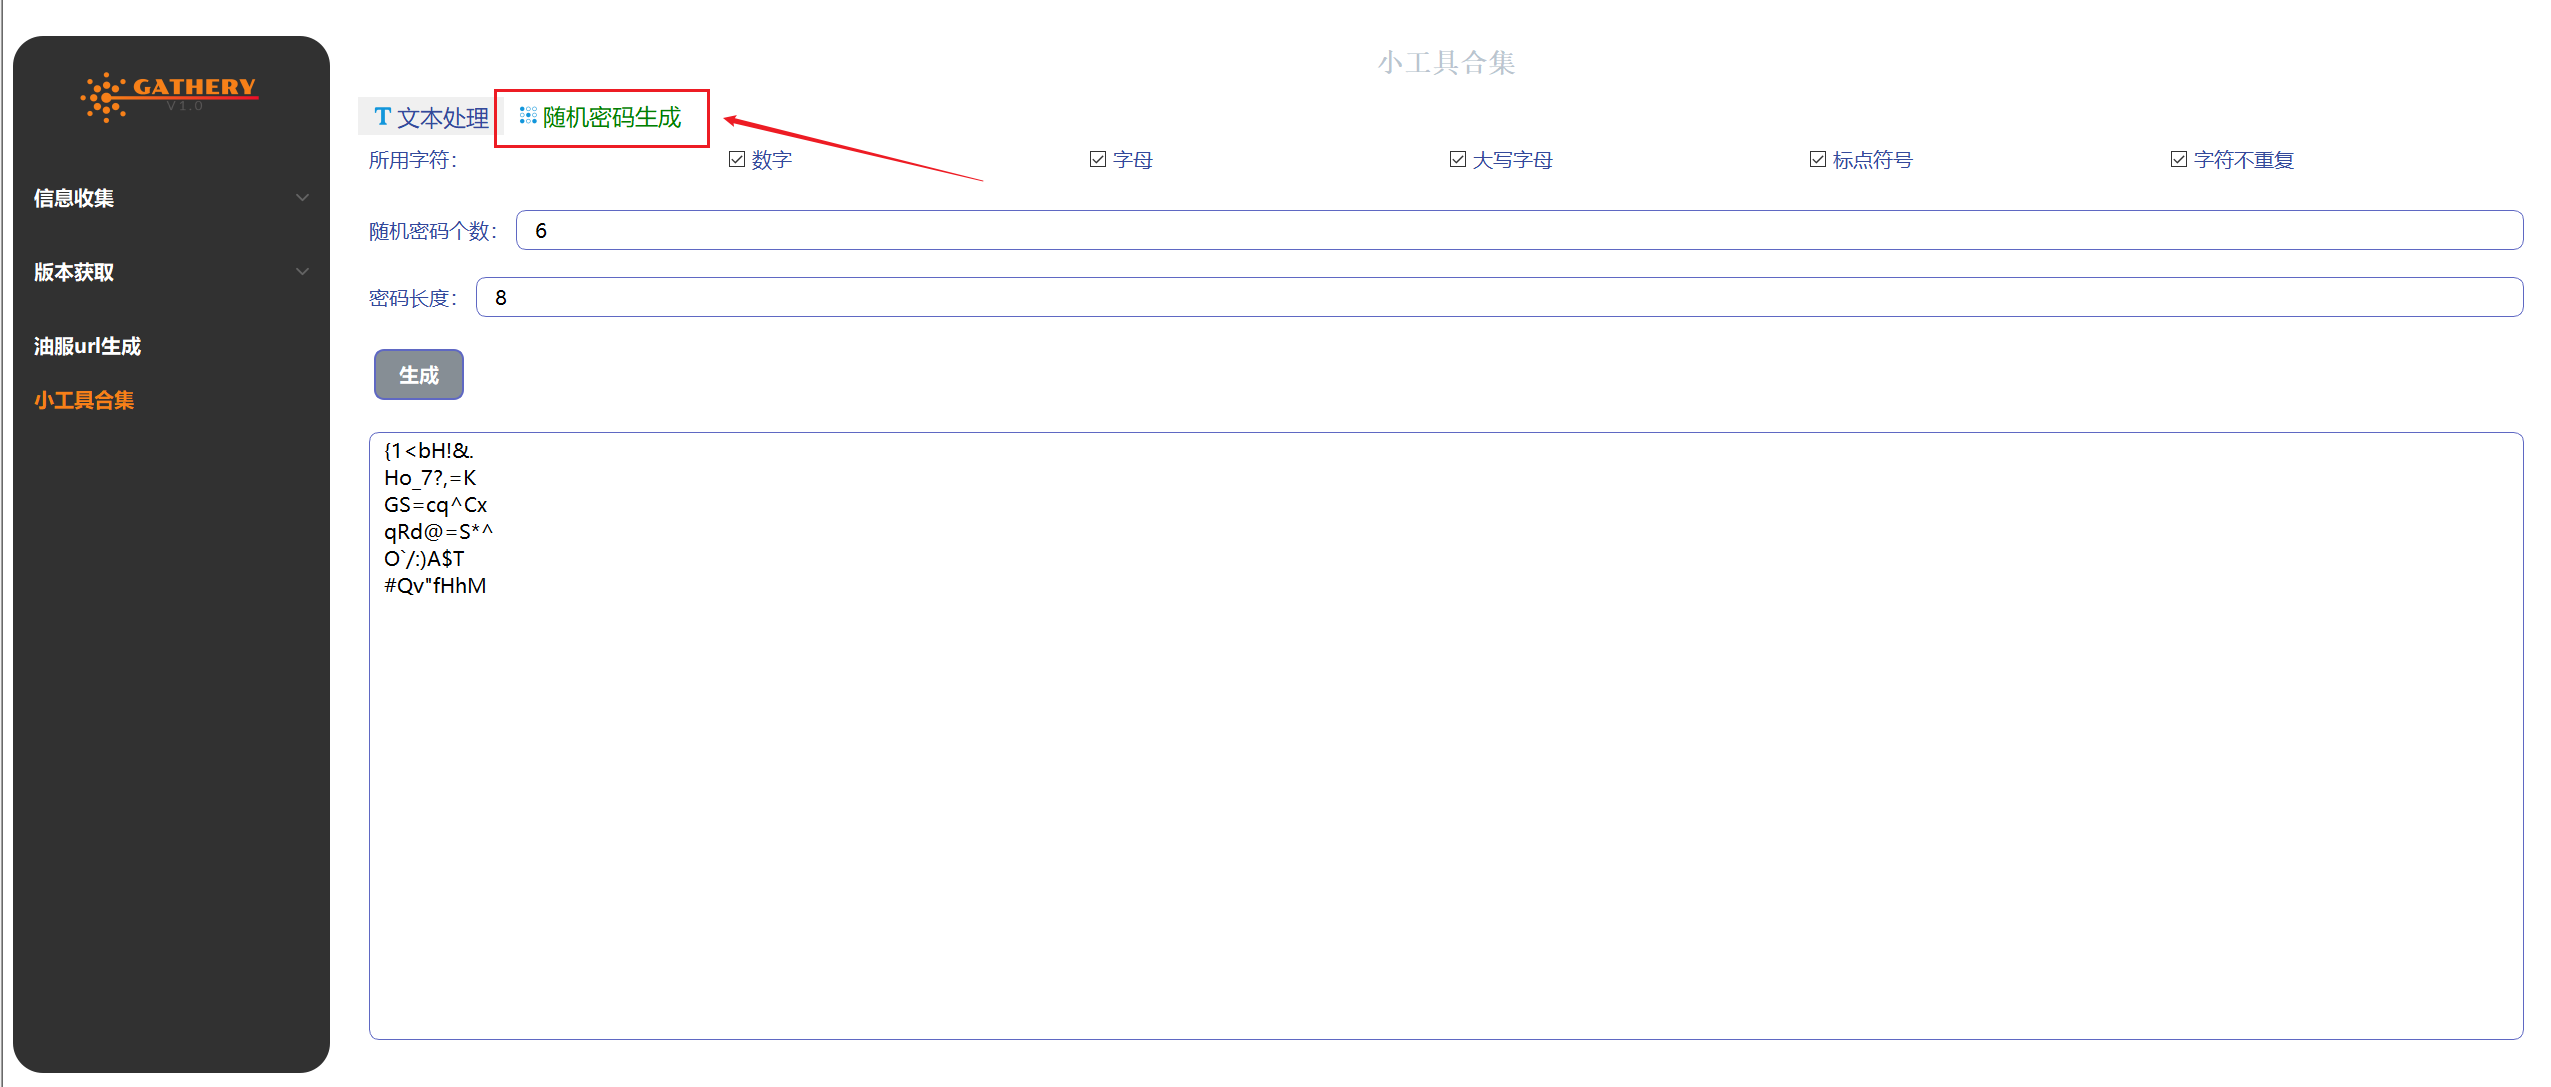 GATHERY
V1.0
信息收集
版本获取
油服url生成
小工具合集
小工具合集
文本处理 随机密码生成
所用字符： 数字 字母 大写字母 标点符号 字符不重复
随机密码个数： 6
密码长度： 8
生成
{1<bH!&.
Ho_7?,=K
GS=cq^Cx
qRd@=S*^
O`/:)A$T
#Qv"fHhM